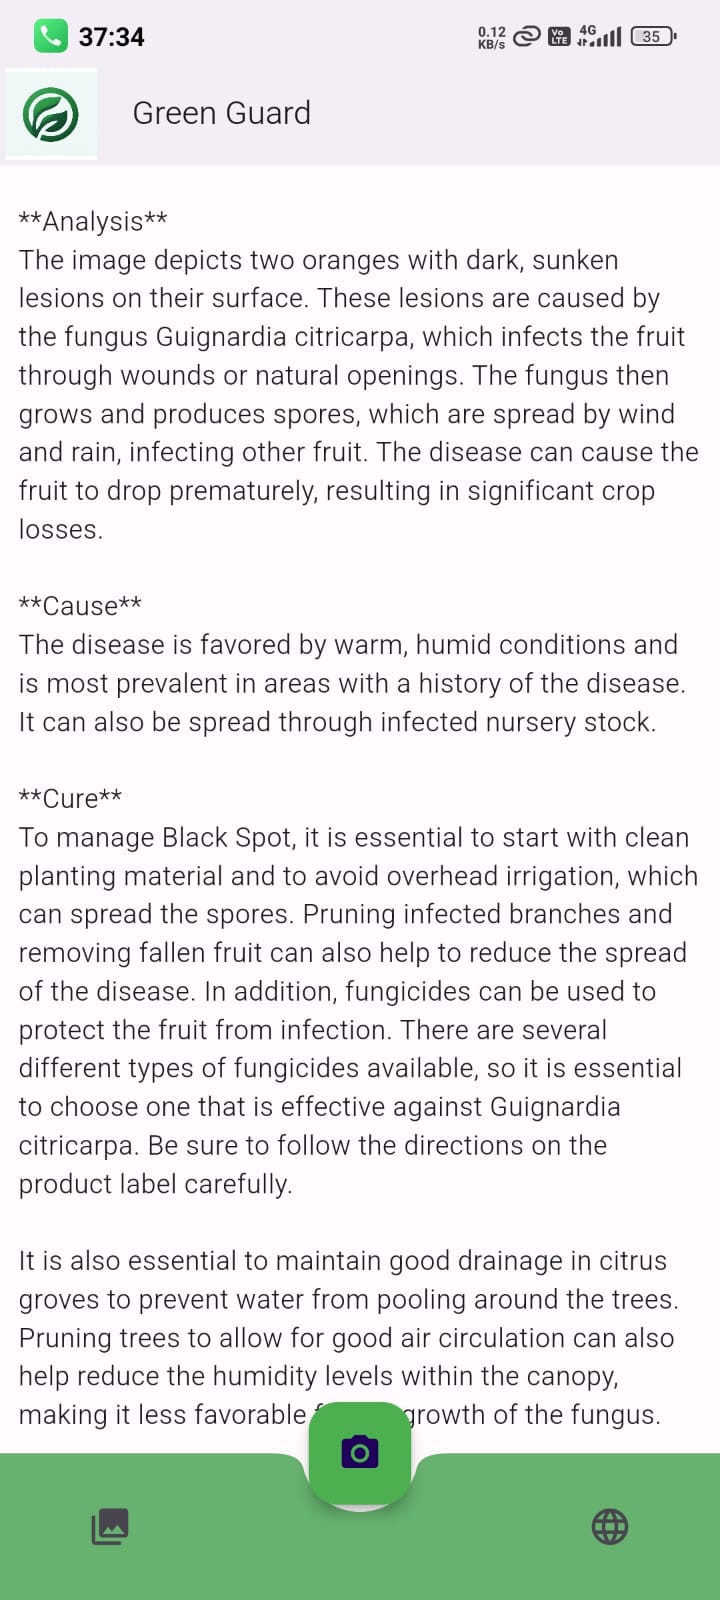 37:34
0.12
KB/s
Vo
LTE
4G
35
Green Guard
**Analysis**
The image depicts two oranges with dark, sunken
lesions on their surface. These lesions are caused by
the fungus Guignardia citricarpa, which infects the fruit
through wounds or natural openings. The fungus then
grows and produces spores, which are spread by wind
and rain, infecting other fruit. The disease can cause the
fruit to drop prematurely, resulting in significant crop
losses.
**Cause**
The disease is favored by warm, humid conditions and
is most prevalent in areas with a history of the disease.
It can also be spread through infected nursery stock.
**Cure**
To manage Black Spot, it is essential to start with clean
planting material and to avoid overhead irrigation, which
can spread the spores. Pruning infected branches and
removing fallen fruit can also help to reduce the spread
of the disease. In addition, fungicides can be used to
protect the fruit from infection. There are several
different types of fungicides available, so it is essential
to choose one that is effective against Guignardia
citricarpa. Be sure to follow the directions on the
product label carefully.
It is also essential to maintain good drainage in citrus
groves to prevent water from pooling around the trees.
Pruning trees to allow for good air circulation can also
help reduce the humidity levels within the canopy,
making it less favorable growth of the fungus.